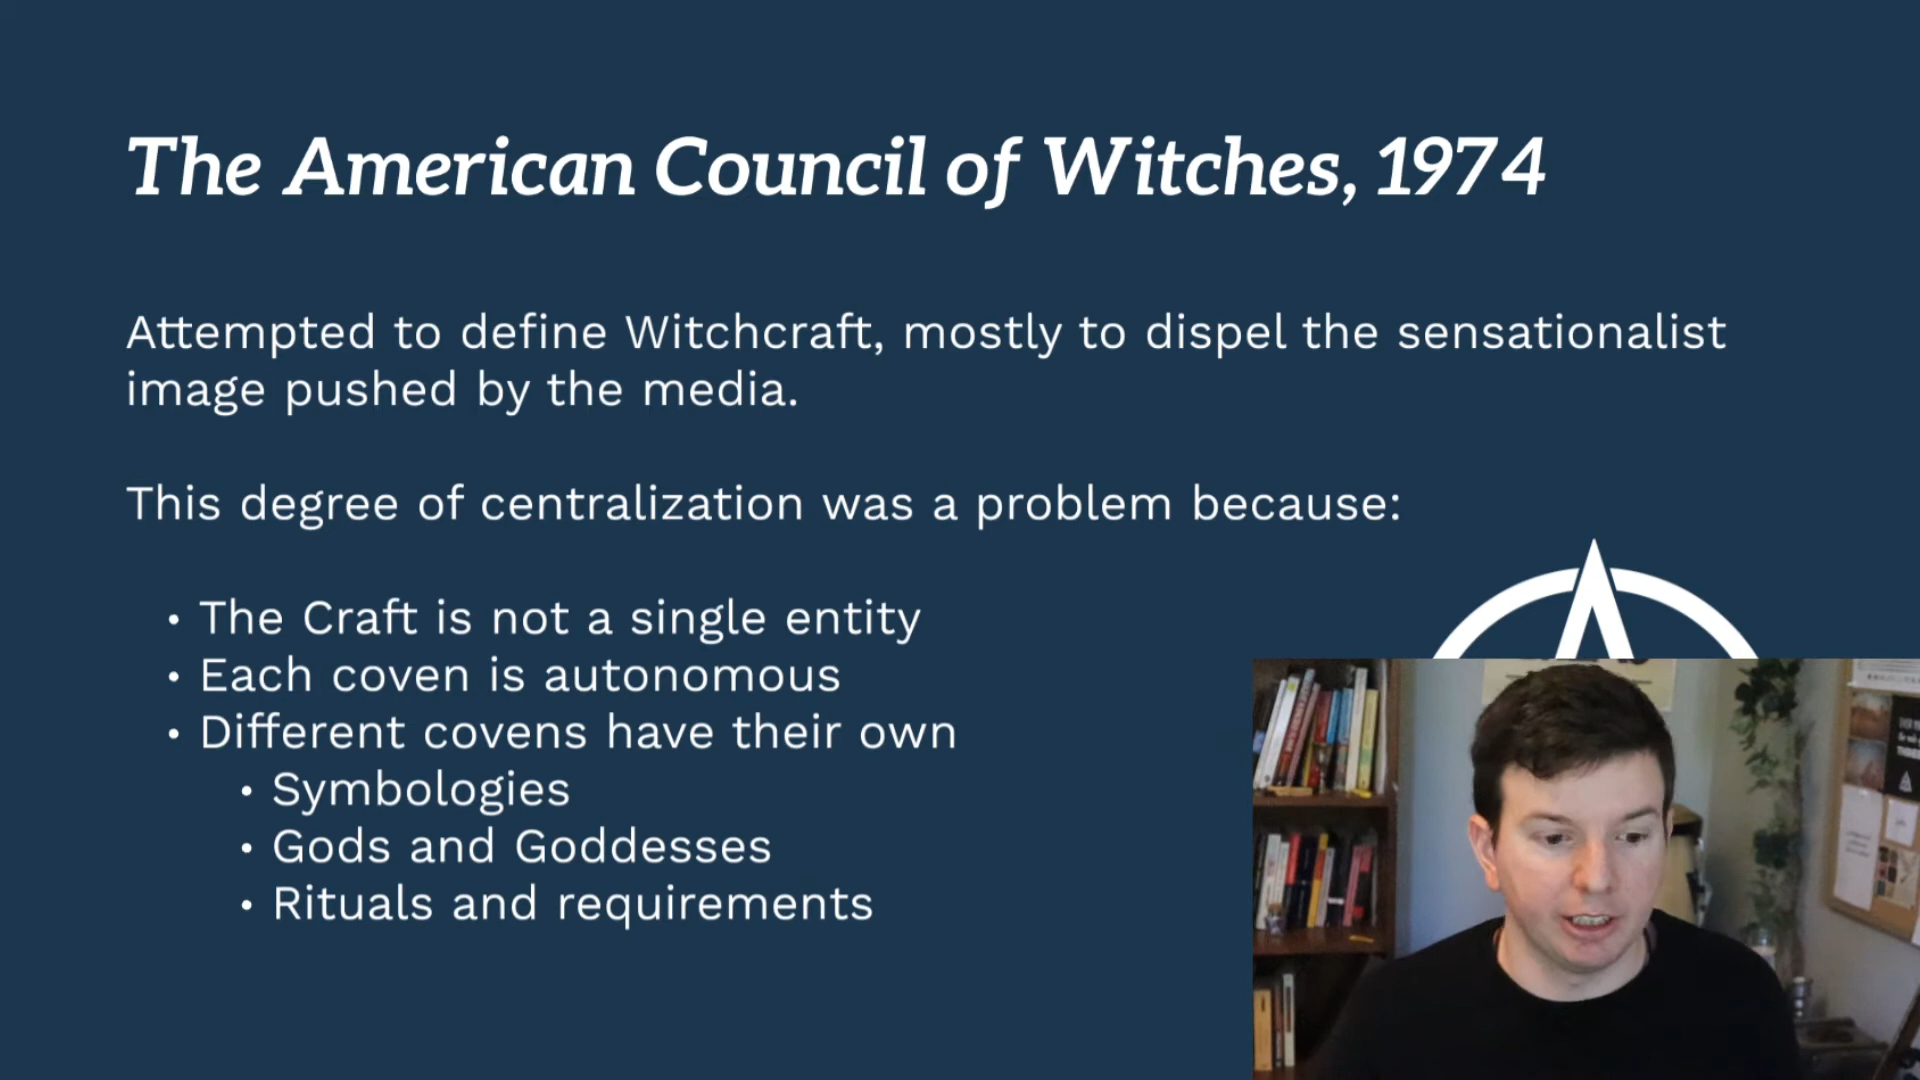 The American Council of Witches, 1974
Attempted to define Witchcraft, mostly to dispel the sensationalist
image pushed by the media.
This degree of centralization was a problem because:
• The Craft is not a single entity
• Each coven is autonomous
• Different covens have their own
• Symbologies
• Gods and Goddesses
• Rituals and requirements